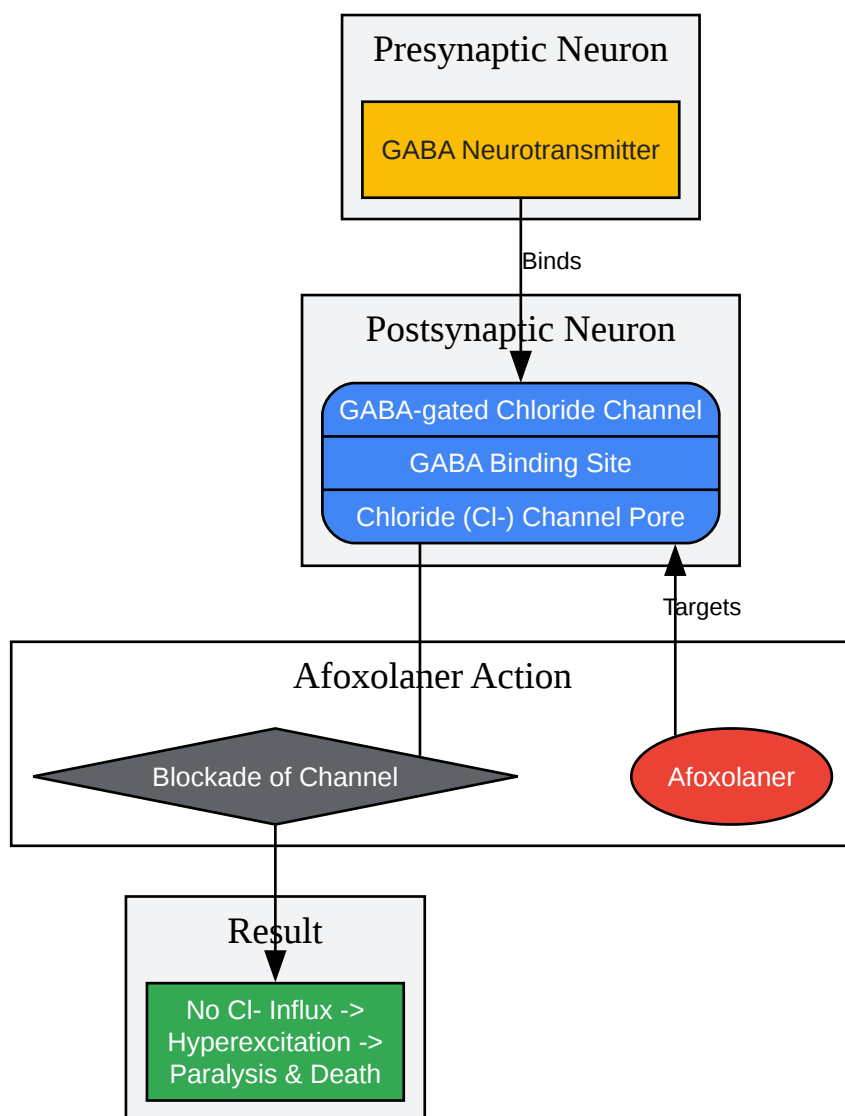 Presynaptic Neuron
GABA Neurotransmitter
Binds
Postsynaptic Neuron
GABA-gated Chloride Channel
GABA Binding Site
Chloride (Cl-) Channel Pore
Targets
Afoxolaner Action
Blockade of Channel
Afoxolaner
Result
No Cl- Influx ->
Hyperexcitation ->
Paralysis & Death